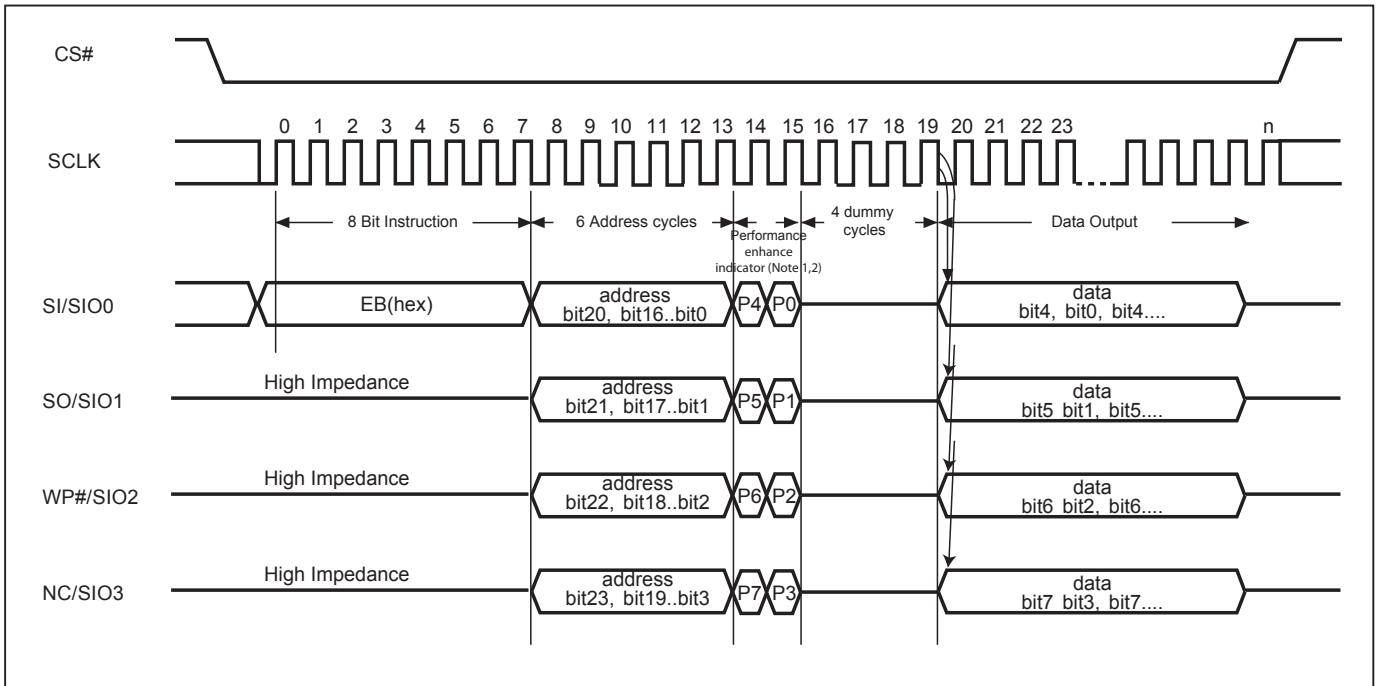 CS#
0 1 2 3 4 5 6 7 8 9 10 11 12 13 14 15 16 17 18 19 20 21 22 23 n
SCLK
8 Bit Instruction
6 Address cycles
Performance
enhance
indicator (Note 1,2)
4 dummy
cycles
Data Output
SI/SIO0
EB(hex)
address
bit20, bit16..bit0
P4 P0
data
bit4, bit0, bit4....
SO/SIO1
High Impedance
address
bit21, bit17..bit1
P5 P1
data
bit5 bit1, bit5....
WP#/SIO2
High Impedance
address
bit22, bit18..bit2
P6 P2
data
bit6 bit2, bit6....
NC/SIO3
High Impedance
address
bit23, bit19..bit3
P7 P3
data
bit7 bit3, bit7....